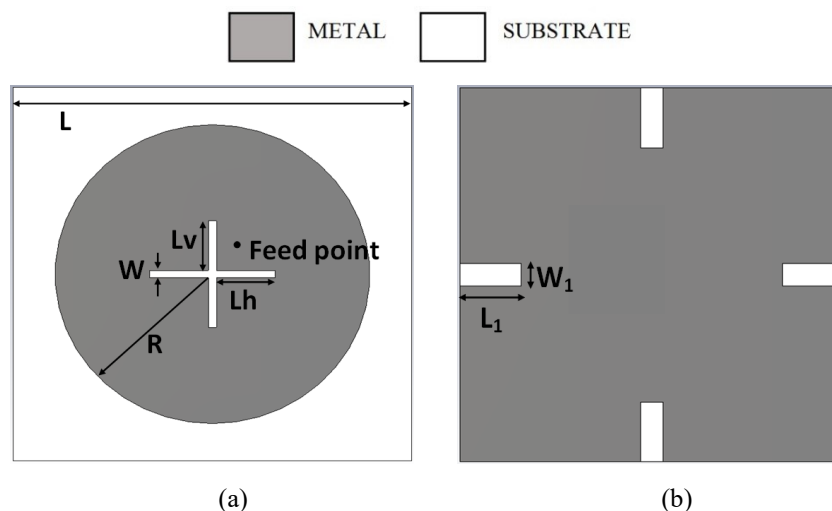 METAL SUBSTRATE
L
Lv
Feed point
W
Lh
R
W₁
L₁
(a) (b)